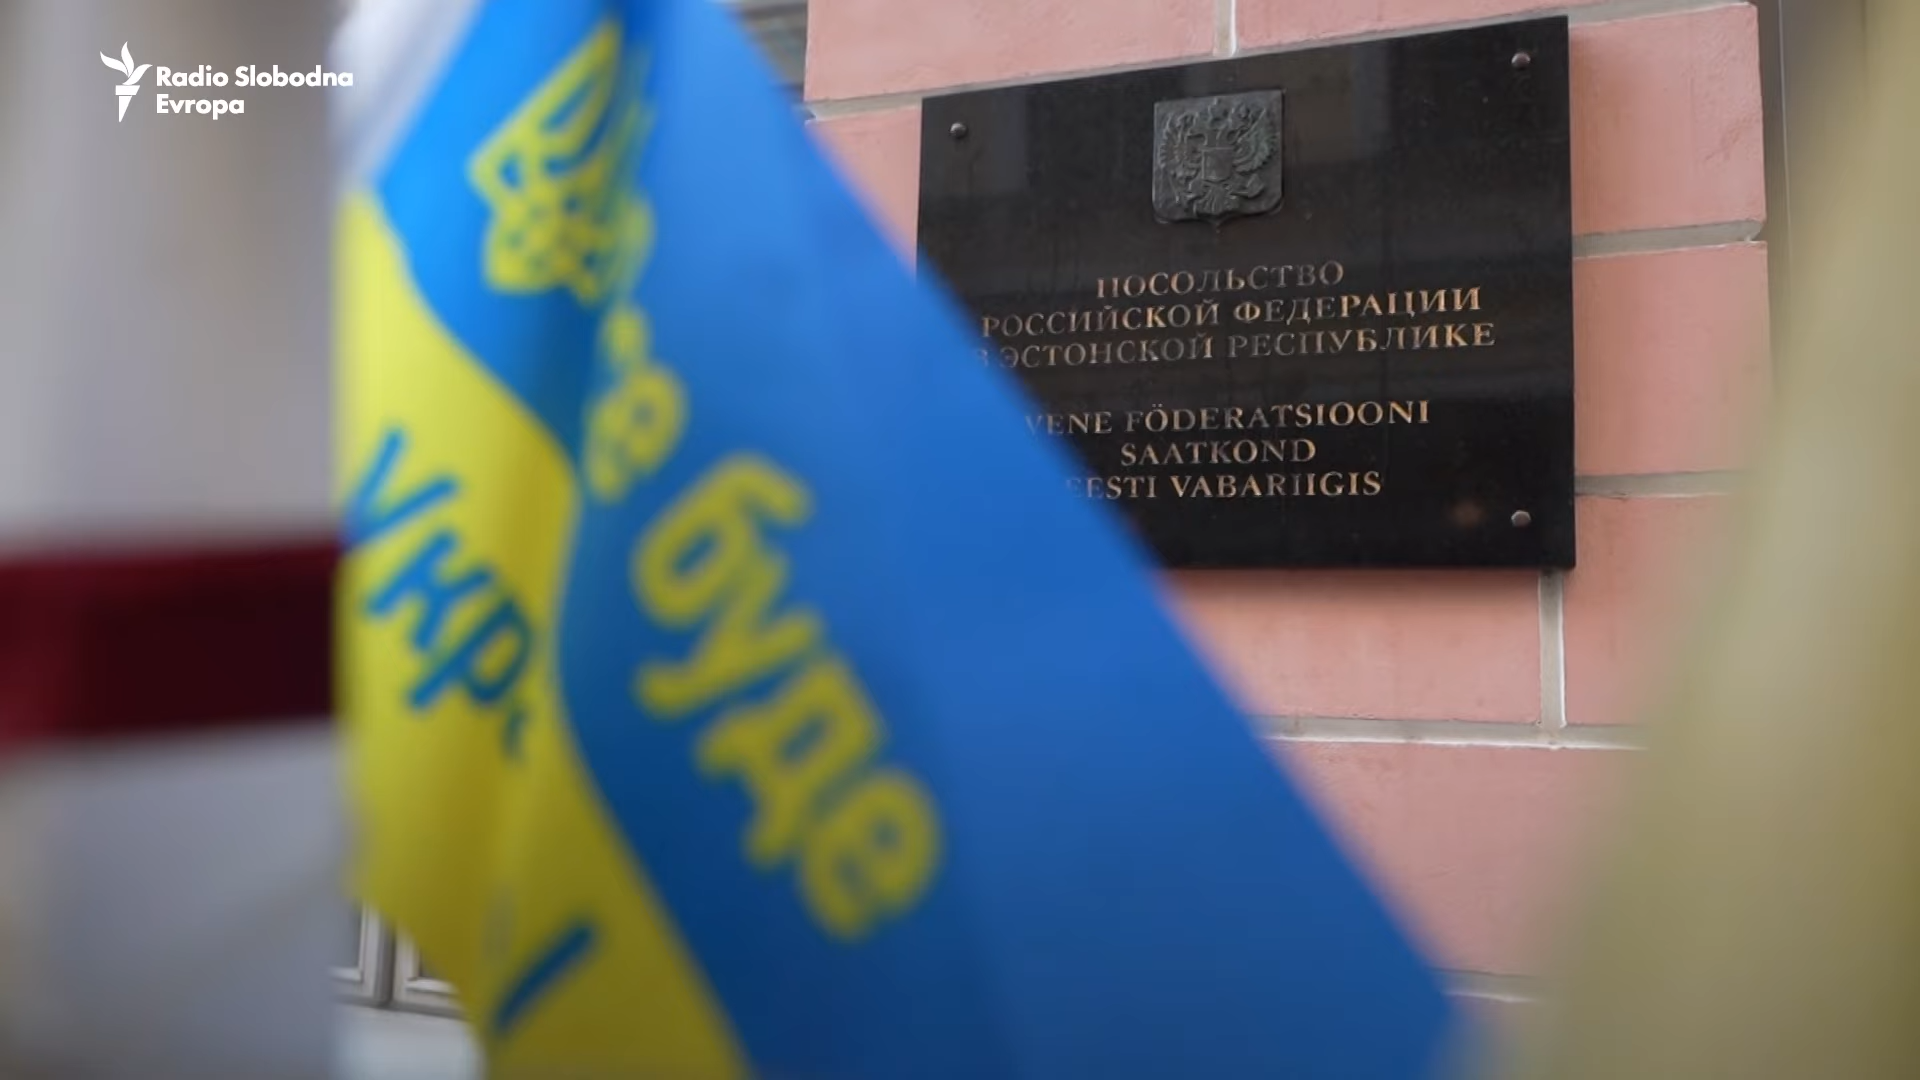 Radio Slobodna
Evropa
ПОСОЛЬСТВО
РОССИЙСКОЙ ФЕДЕРАЦИИ
В ЭСТОНСКОЙ РЕСПУБЛИКЕ
VENE FÖDERATSIOONI
SAATKOND
EESTI VABARIIGIS
буде